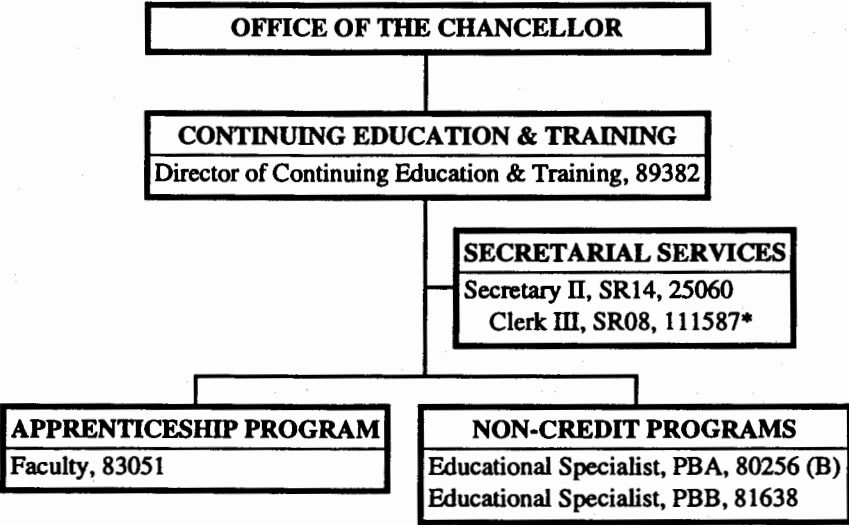 OFFICE OF THE CHANCELLOR
CONTINUING EDUCATION & TRAINING
Director of Continuing Education & Training, 89382
SECRETARIAL SERVICES
Secretary II, SR14, 25060
Clerk III, SR08, 111587*
APPRENTICESHIP PROGRAM
Faculty, 83051
NON-CREDIT PROGRAMS
Educational Specialist, PBA, 80256 (B)
Educational Specialist, PBB, 81638